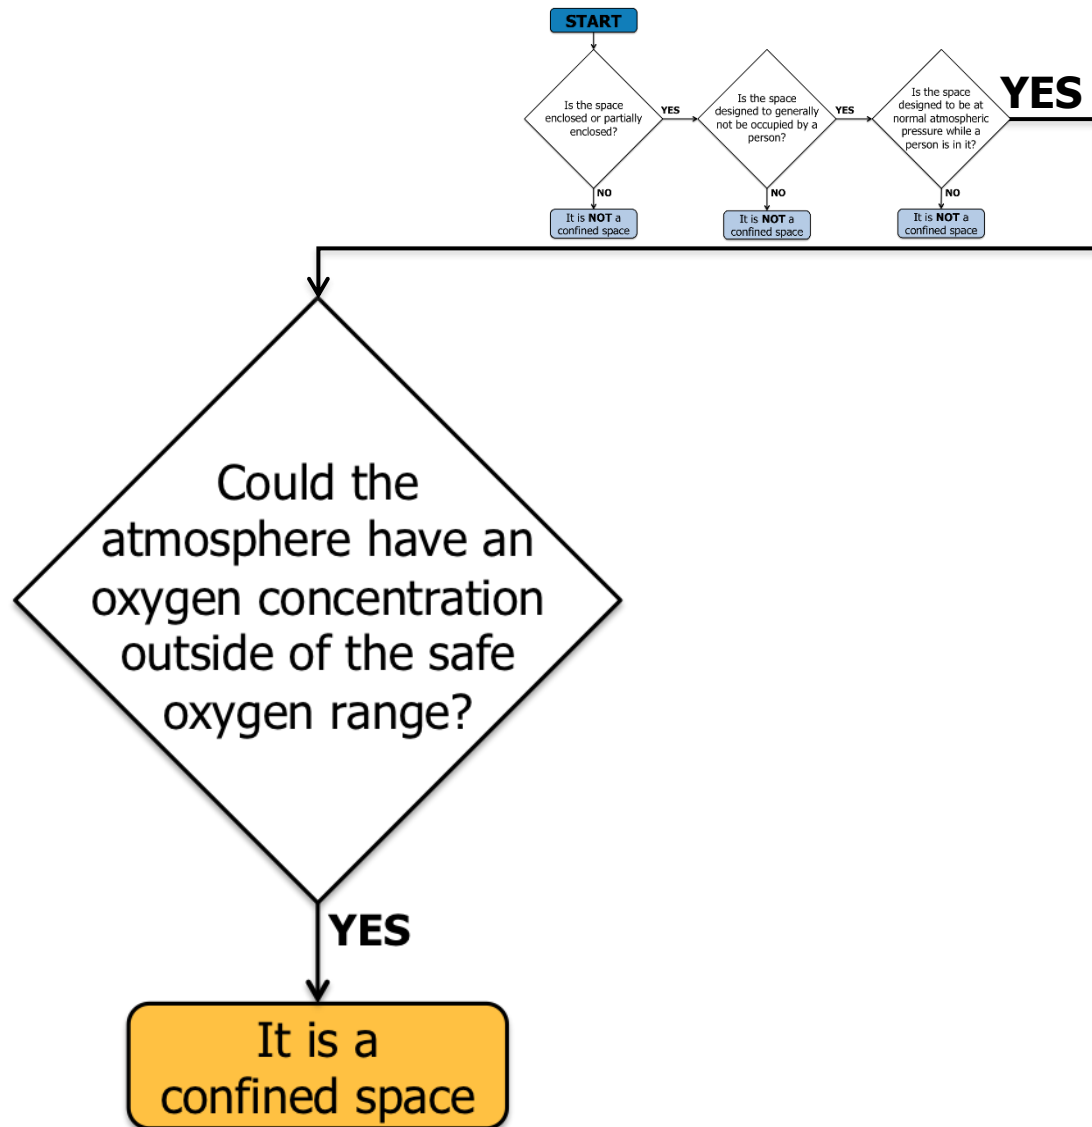 START
Is the space
enclosed or partially
enclosed?
YES
Is the space
designed to generally
not be occupied by a
person?
YES
Is the space
designed to be at
normal atmospheric
pressure while a
person is in it?
YES
NO
NO
NO
It is NOT a
confined space
It is NOT a
confined space
It is NOT a
confined space
Could the
atmosphere have an
oxygen concentration
outside of the safe
oxygen range?
YES
It is a
confined space